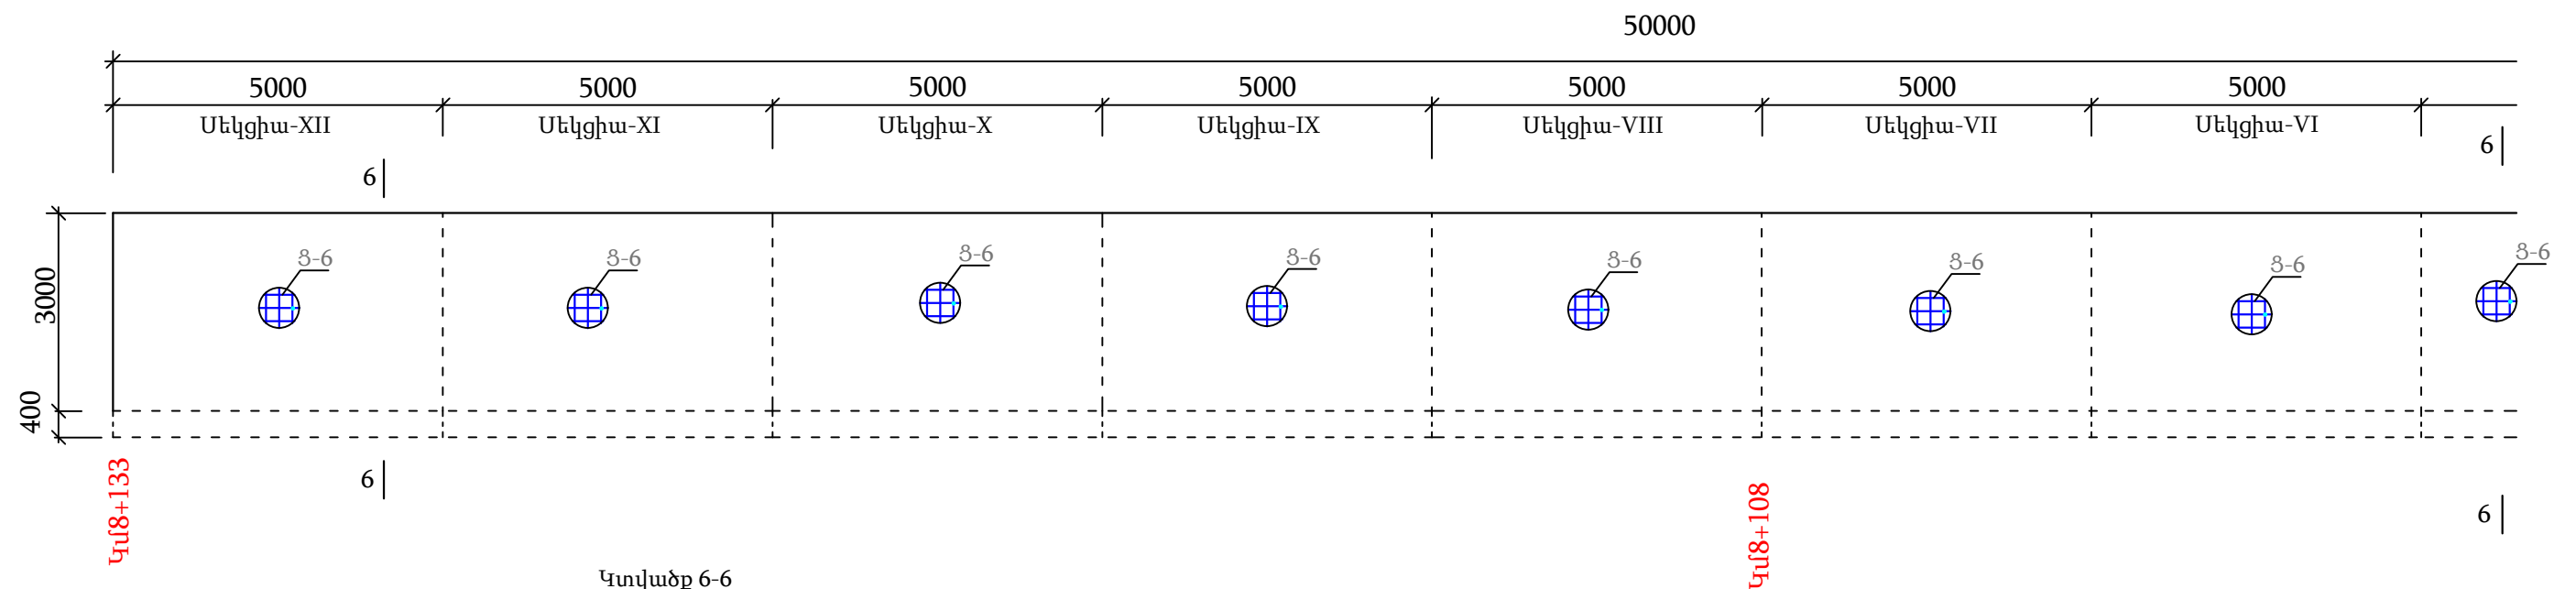 50000
5000 5000 5000 5000 5000 5000 5000
Սեկցիա-XII Սեկցիա-XI Սեկցիա-X Սեկցիա-IX Սեկցիա-VIII Սեկցիա-VII Սեկցիա-VI
6 6
Ց-6 Ց-6 Ց-6 Ց-6 Ց-6 Ց-6 Ց-6 Ց-6
3000
400
6 6
Կմ8+133
Կմ8+108
Կտվածք 6-6